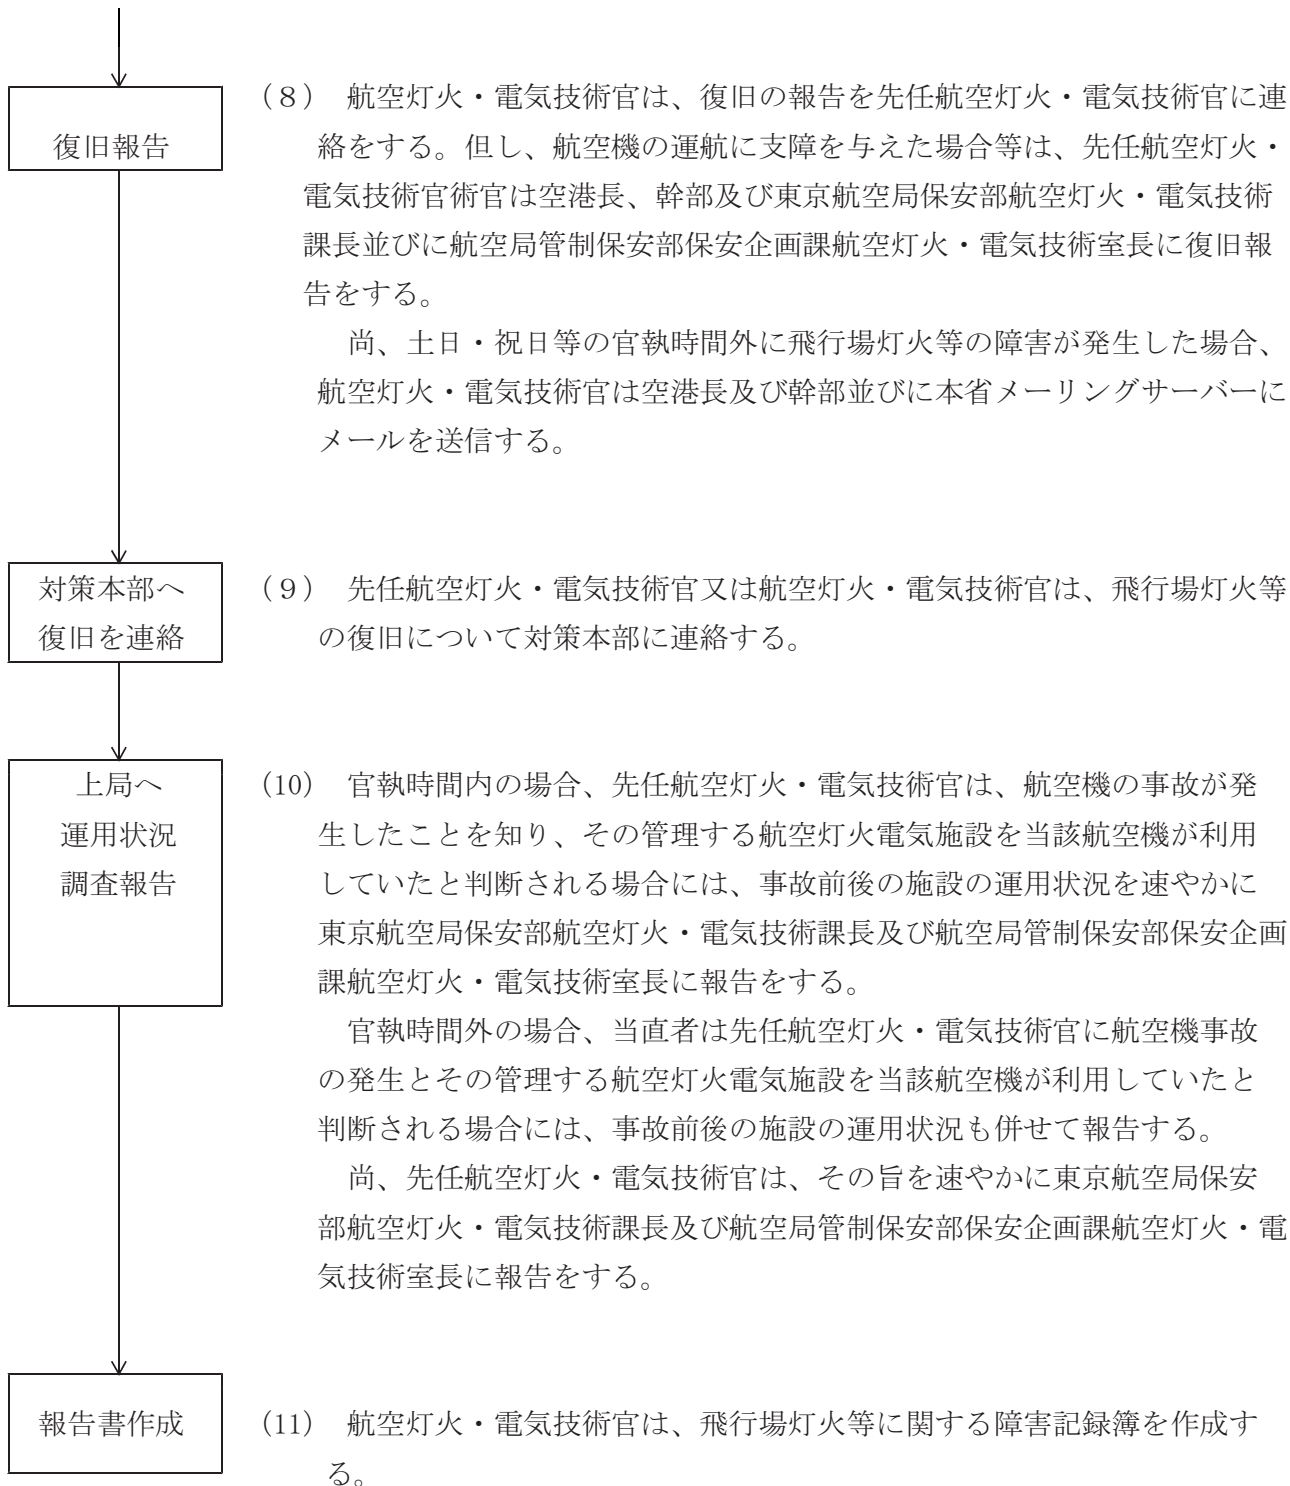 復旧報告
(８) 航空灯火・電気技術官は、復旧の報告を先任航空灯火・電気技術官に連
絡をする。但し、航空機の運航に支障を与えた場合等は、先任航空灯火・
電気技術官術官は空港長、幹部及び東京航空局保安部航空灯火・電気技術
課長並びに航空局管制保安部保安企画課航空灯火・電気技術室長に復旧報
告をする。
尚、土日・祝日等の官執時間外に飛行場灯火等の障害が発生した場合、
航空灯火・電気技術官は空港長及び幹部並びに本省メーリングサーバーに
メールを送信する。
対策本部へ
復旧を連絡
(９) 先任航空灯火・電気技術官又は航空灯火・電気技術官は、飛行場灯火等
の復旧について対策本部に連絡する。
上局へ
運用状況
調査報告
(10) 官執時間内の場合、先任航空灯火・電気技術官は、航空機の事故が発
生したことを知り、その管理する航空灯火電気施設を当該航空機が利用
していたと判断される場合には、事故前後の施設の運用状況を速やかに
東京航空局保安部航空灯火・電気技術課長及び航空局管制保安部保安企画
課航空灯火・電気技術室長に報告をする。
官執時間外の場合、当直者は先任航空灯火・電気技術官に航空機事故
の発生とその管理する航空灯火電気施設を当該航空機が利用していたと
判断される場合には、事故前後の施設の運用状況も併せて報告する。
尚、先任航空灯火・電気技術官は、その旨を速やかに東京航空局保安
部航空灯火・電気技術課長及び航空局管制保安部保安企画課航空灯火・電
気技術室長に報告をする。
報告書作成
(11) 航空灯火・電気技術官は、飛行場灯火等に関する障害記録簿を作成す
る。